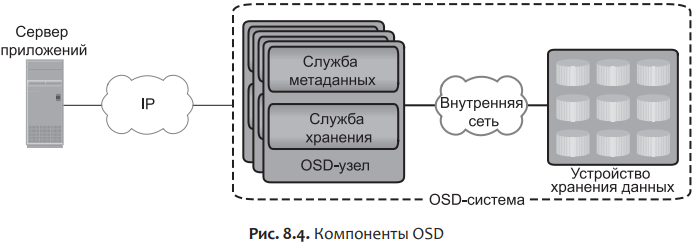 Сервер
приложений
IP
Служба
метаданных
Служба
хранения
OSD-узел
Внутренняя
сеть
Устройство
хранения данных
OSD-система
Рис. 8.4. Компоненты OSD